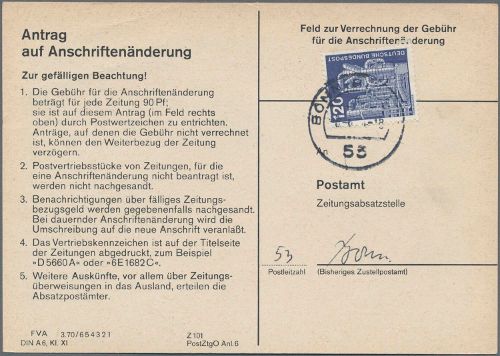 Antrag
auf Anschriftenänderung
Zur gefälligen Beachtung!
1. Die Gebühr für die Anschriftenänderung
beträgt für jede Zeitung 90 Pf;
sie ist auf diesem Antrag (im Feld rechts
oben) durch Postwertzeichen zu entrichten.
Anträge, auf denen die Gebühr nicht verrechnet
ist, können den Weiterbezug der Zeitung
verzögern.
2. Postvertriebsstücke von Zeitungen, für die
eine Anschriftenänderung nicht beantragt ist,
werden nicht nachgesandt.
3. Benachrichtigungen über fälliges Zeitungs-
bezugsgeld werden gegebenenfalls nachgesandt.
Bei dauernder Anschriftenänderung wird die
Umschreibung auf die neue Anschrift veranlaßt.
4. Das Vertriebskennzeichen ist auf der Titelseite
der Zeitungen abgedruckt, zum Beispiel
»D 5660 A« oder »6E 1682 C«.
5. Weitere Auskünfte, vor allem über Zeitungs-
überweisungen in das Ausland, erteilen die
Absatzpostämter.
FVA 3.70/654321
DIN A6, Kl. XI
Z 101
PostZtgO Anl. 6
Feld zur Verrechnung der Gebühr
für die Anschriftenänderung
DEUTSCHE BUNDESPOST
120
53
Postamt
Zeitungsabsatzstelle
53 Bonn
Postleitzahl (Bisheriges Zustellpostamt)